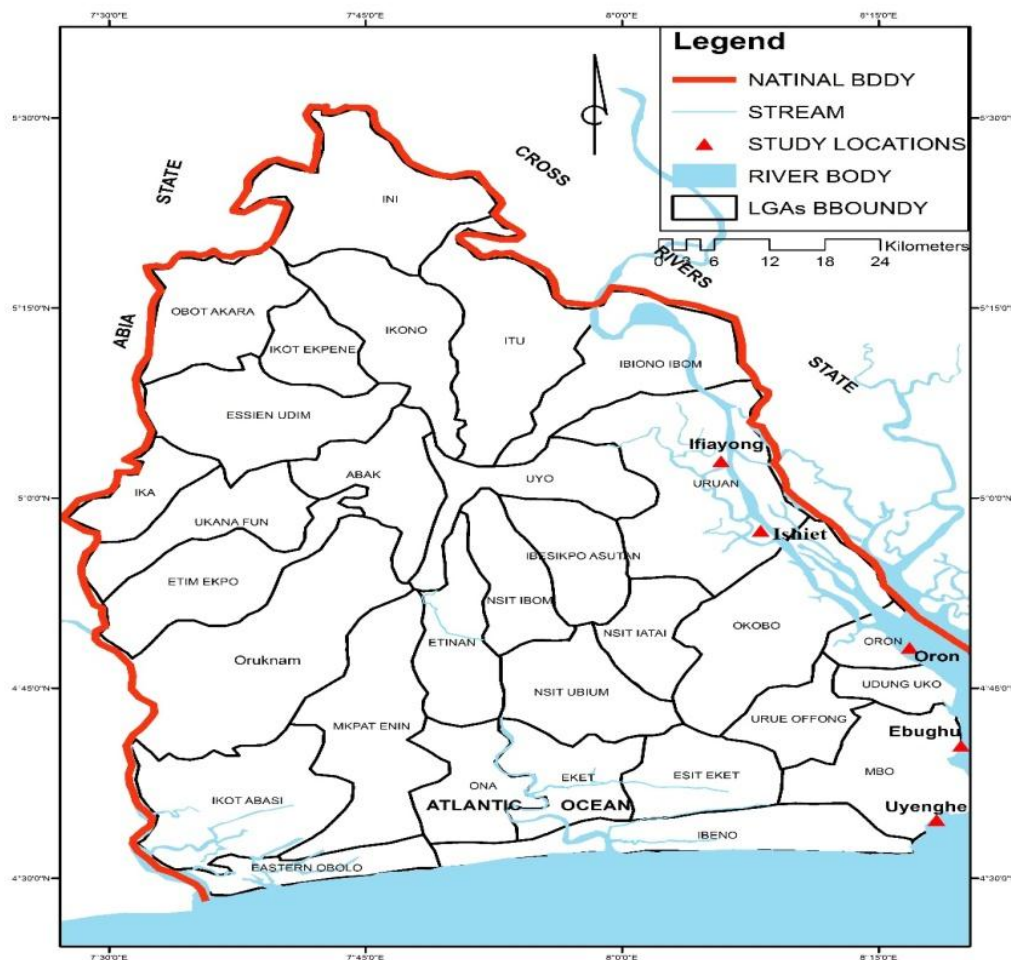 7°30'0"E 7°45'0"E 8°0'0"E 8°15'0"E
Legend
NATINAL BDDY
STREAM
STUDY LOCATIONS
RIVER BODY
LGAs BBOUNDY
Kilometers
0 3 6 12 18 24
5°30'0"N 5°30'0"N
STATE
CROSS
INI
RIVERS
5°15'0"N 5°15'0"N
ABIA
OBOT AKARA
IKONO
ITU
IKOT EKPENE
IBIONO IBOM
STATE
ESSIEN UDIM
Ifiayong
ABAK
UYO
URUAN
IKA
5°0'0"N 5°0'0"N
UKANA FUN
Ishiet
IBESIKPO ASUTAN
ETIM EKPO
NSIT IBOM
NSIT IATAI
OKOBO
ETINAN
ORON
Oron
Oruknam
4°45'0"N 4°45'0"N
UDUNG UKO
NSIT UBIUM
MKPAT ENIN
URUE OFFONG
Ebughu
MBO
EKET
ESIT EKET
ONA
IKOT ABASI
ATLANTIC OCEAN
Uyenghe
IBENO
EASTERN OBOLO
4°30'0"N 4°30'0"N
7°30'0"E 7°45'0"E 8°0'0"E 8°15'0"E